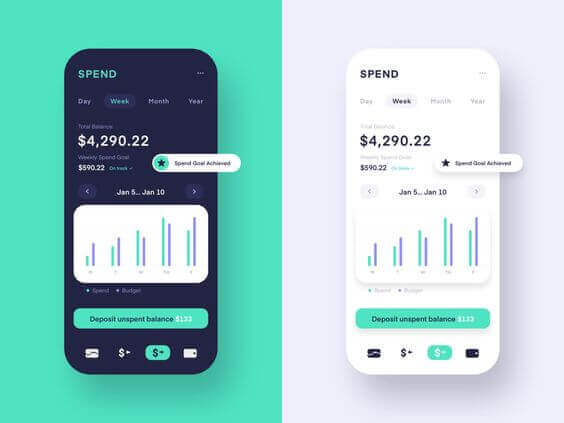 SPEND
Day Week Month Year
Total Balance
$4,290.22
Weekly Spend Goal
$590.22 On track
Spend Goal Achieved
Jan 5... Jan 10
M T W TH F
Spend Budget
Deposit unspent balance $133
$ $
SPEND
Day Week Month Year
Total Balance
$4,290.22
Weekly Spend Goal
$590.22 On track
Spend Goal Achieved
Jan 5... Jan 10
M T W TH F
Spend Budget
Deposit unspent balance $133
$ $